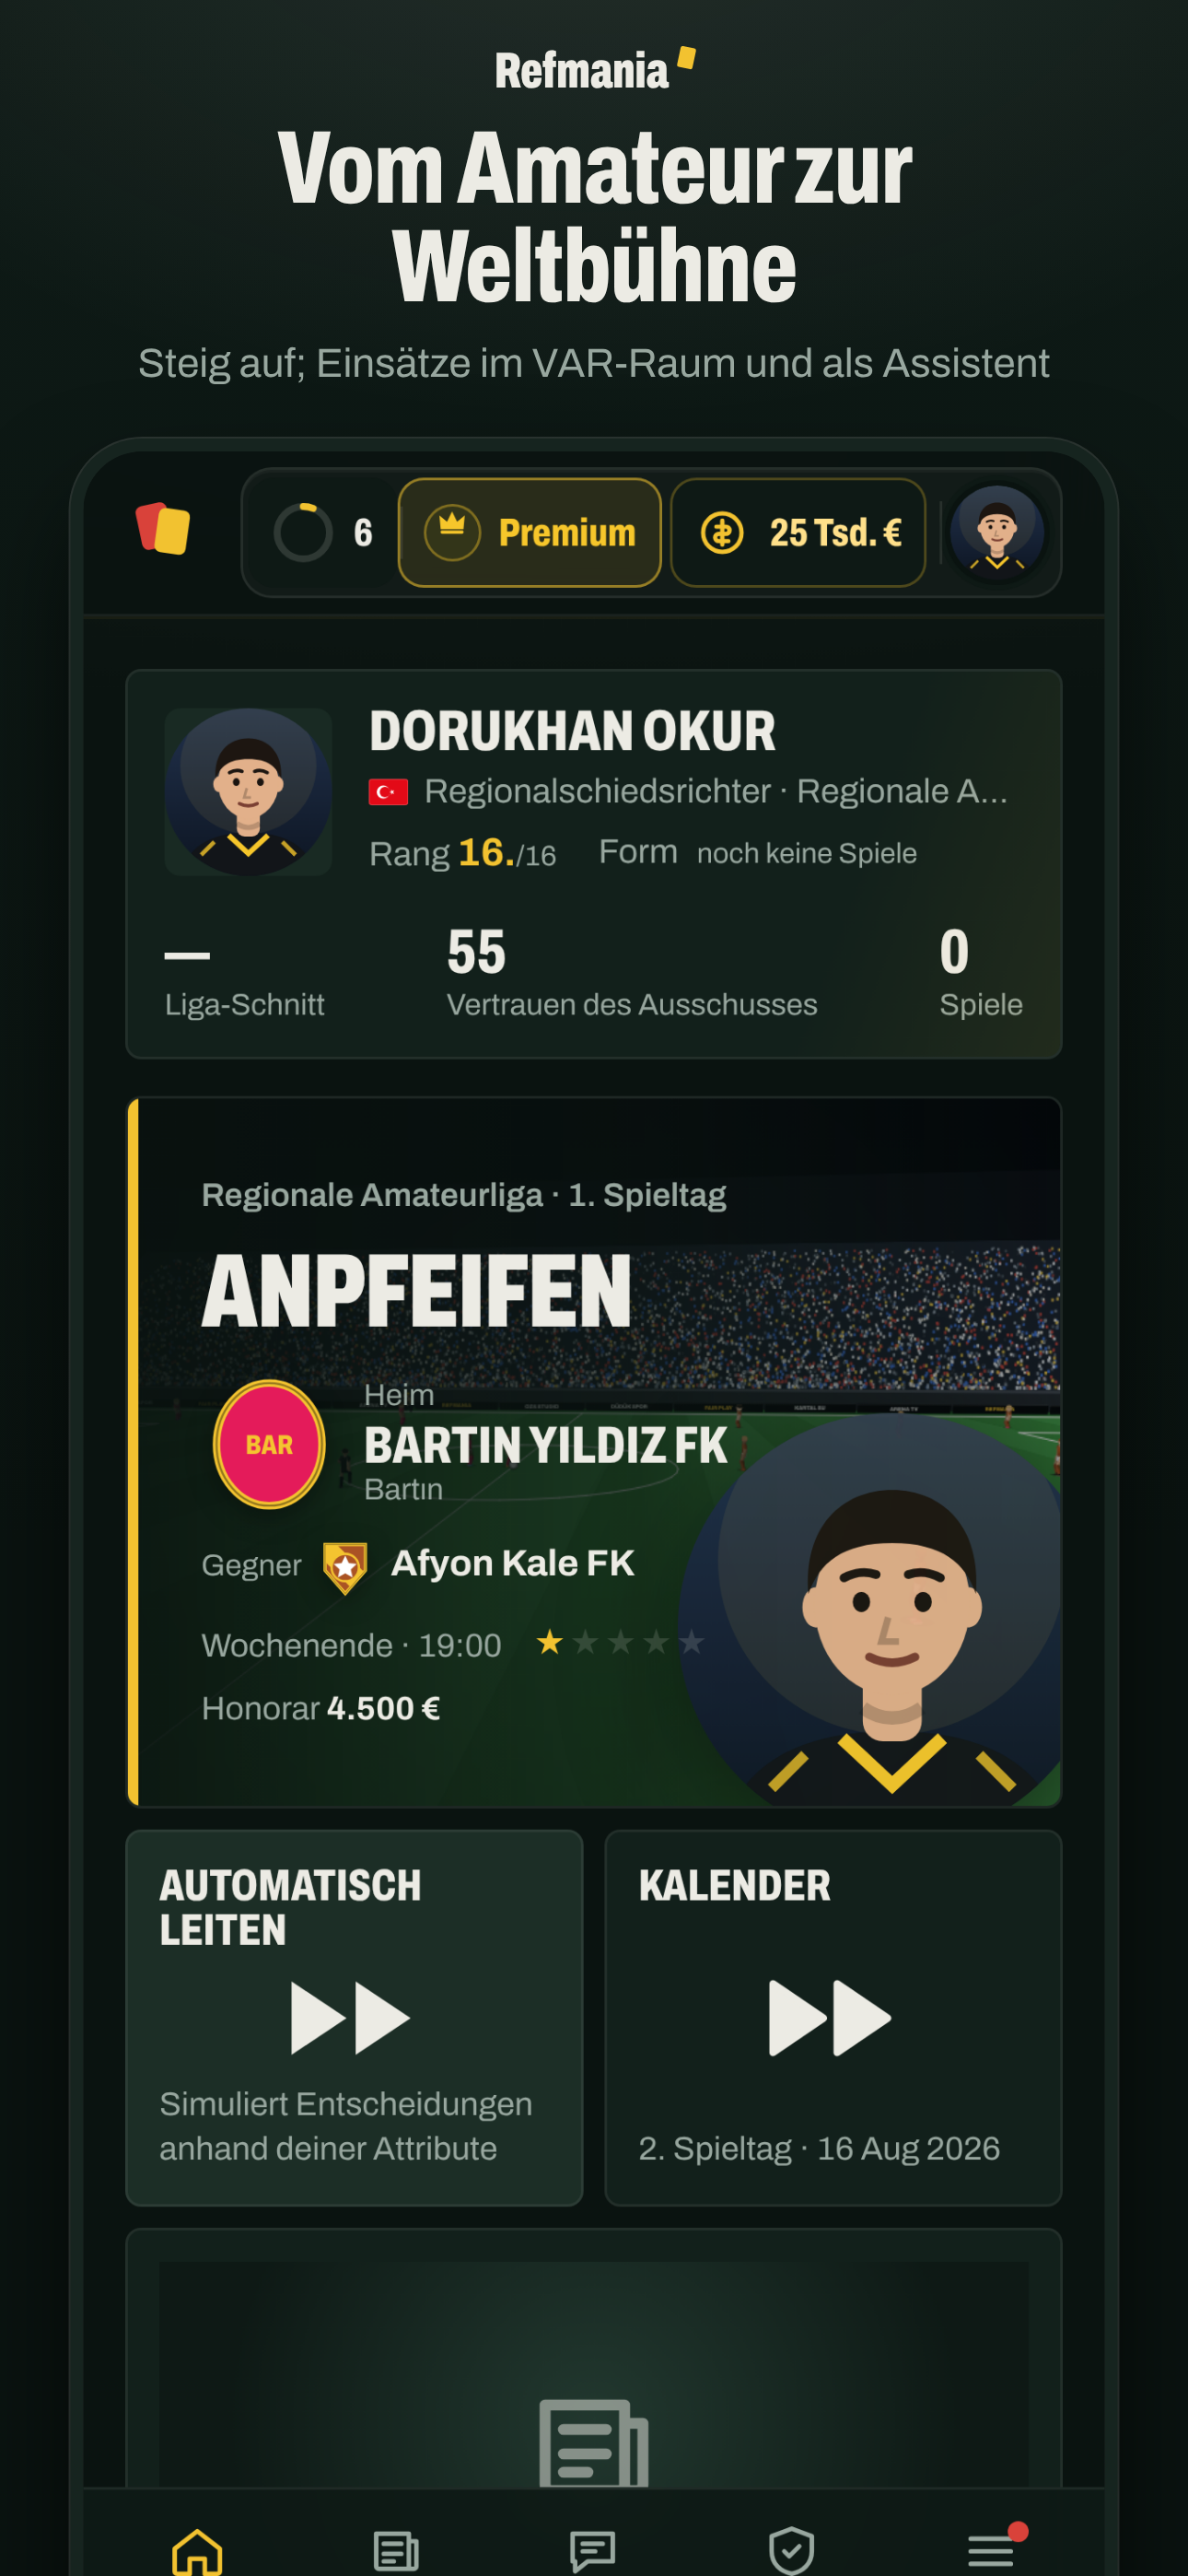 Refmania
Vom Amateur zur
Weltbühne
Steig auf; Einsätze im VAR-Raum und als Assistent
6
Premium
25 Tsd. €
DORUKHAN OKUR
Regionalschiedsrichter · Regionale A...
Rang 16./16 Form noch keine Spiele
— 55 0
Liga-Schnitt Vertrauen des Ausschusses Spiele
Regionale Amateurliga · 1. Spieltag
ANPFEIFEN
BAR
Heim
BARTIN YILDIZ FK
Bartın
Gegner Afyon Kale FK
Wochenende · 19:00
Honorar 4.500 €
AUTOMATISCH
LEITEN
Simuliert Entscheidungen
anhand deiner Attribute
KALENDER
2. Spieltag · 16 Aug 2026